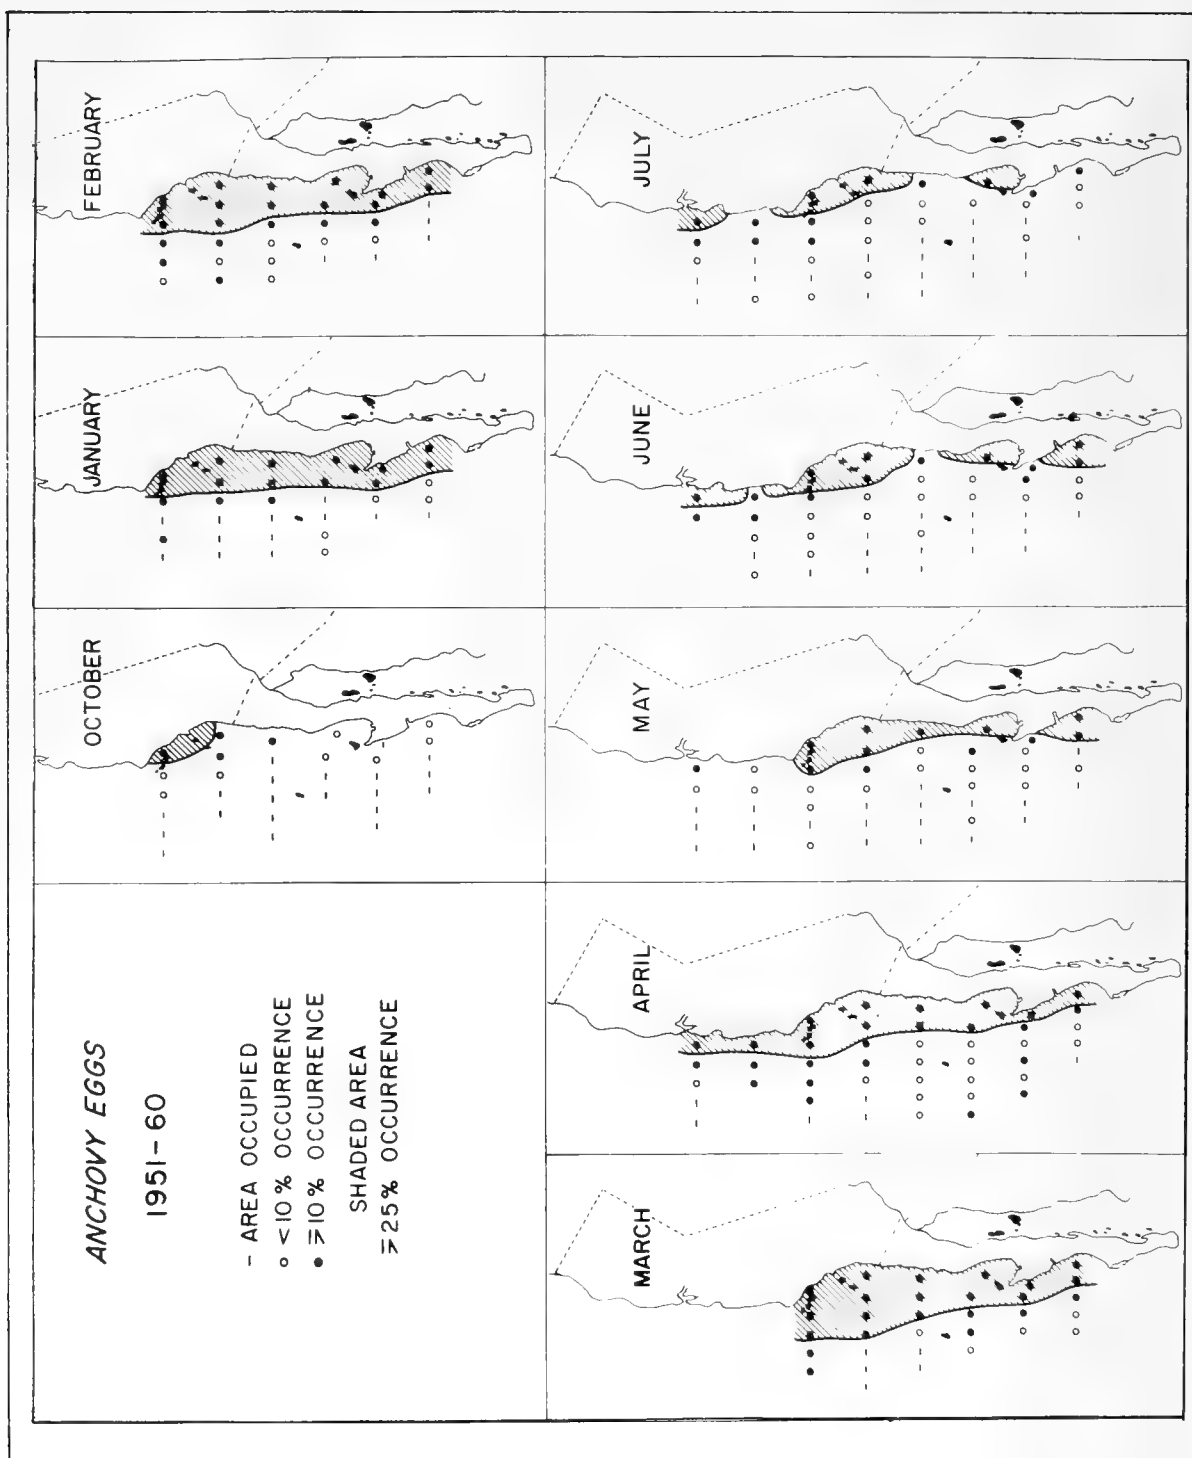 ANCHOVY EGGS
1951-60
- AREA OCCUPIED
○ <10% OCCURRENCE
● ⩾10% OCCURRENCE
SHADED AREA
⩾25% OCCURRENCE
OCTOBER
JANUARY
FEBRUARY
MARCH
APRIL
MAY
JUNE
JULY